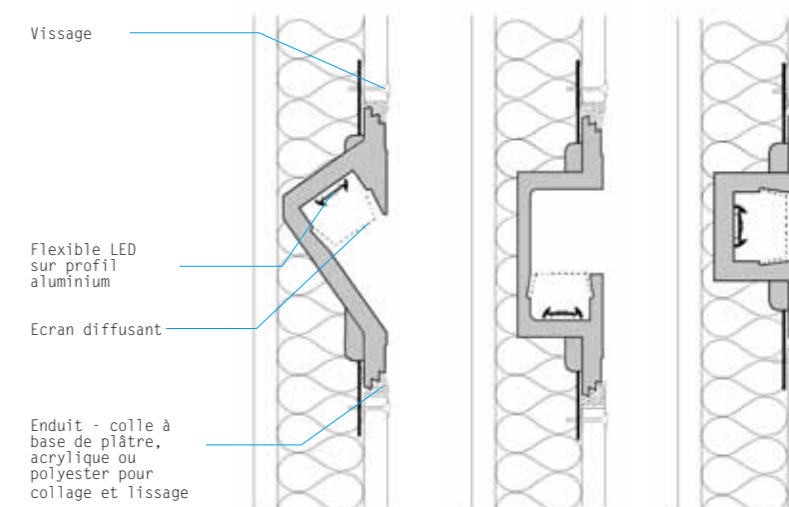 Vissage
Flexible LED
sur profil
aluminium
Ecran diffusant
Enduit - colle à
base de plâtre,
acrylique ou
polyester pour
collage et lissage